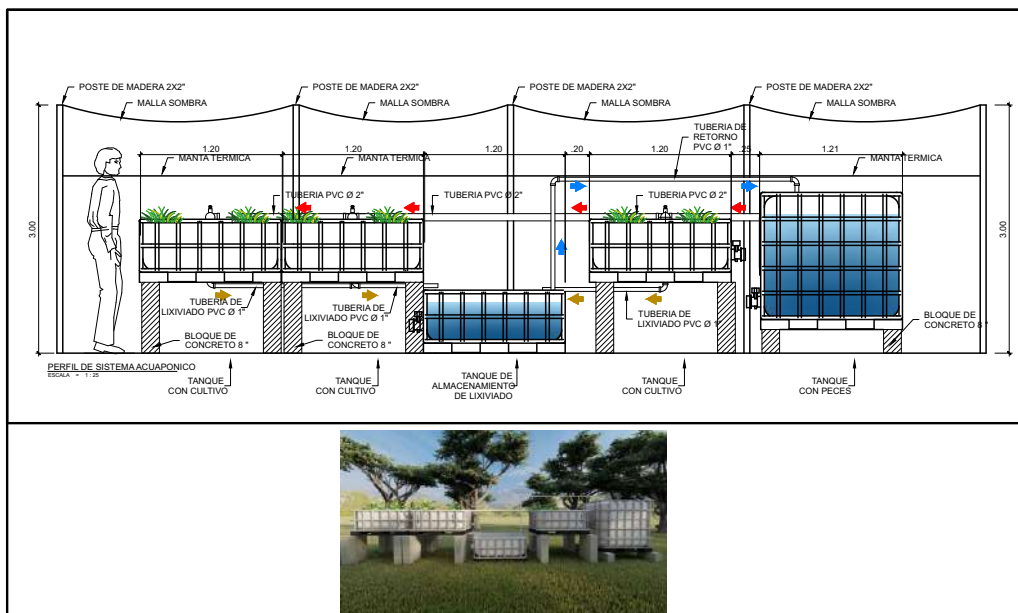 POSTE DE MADERA 2X2"
POSTE DE MADERA 2X2"
POSTE DE MADERA 2X2"
POSTE DE MADERA 2X2"
MALLA SOMBRA
MALLA SOMBRA
MALLA SOMBRA
MALLA SOMBRA
TUBERIA DE
RETORNO
PVC Ø 1"
1.20
1.20
1.20
.20
1.20
.25
1.21
MANTA TERMICA
MANTA TERMICA
MANTA TERMICA
TUBERIA PVC Ø 2"
TUBERIA PVC Ø 2"
TUBERIA PVC Ø 2"
3.00
3.00
TUBERIA DE
LIXIVIADO PVC Ø 1"
TUBERIA DE
LIXIVIADO PVC Ø 1"
TUBERIA DE
LIXIVIADO PVC Ø 1"
BLOQUE DE
CONCRETO 8 "
BLOQUE DE
CONCRETO 8 "
BLOQUE DE
CONCRETO 8 "
PERFIL DE SISTEMA ACUAPONICO
ESCALA = 1 : 25
TANQUE
CON CULTIVO
TANQUE
CON CULTIVO
TANQUE DE
ALMACENAMIENTO
DE LIXIVIADO
TANQUE
CON CULTIVO
TANQUE
CON PECES